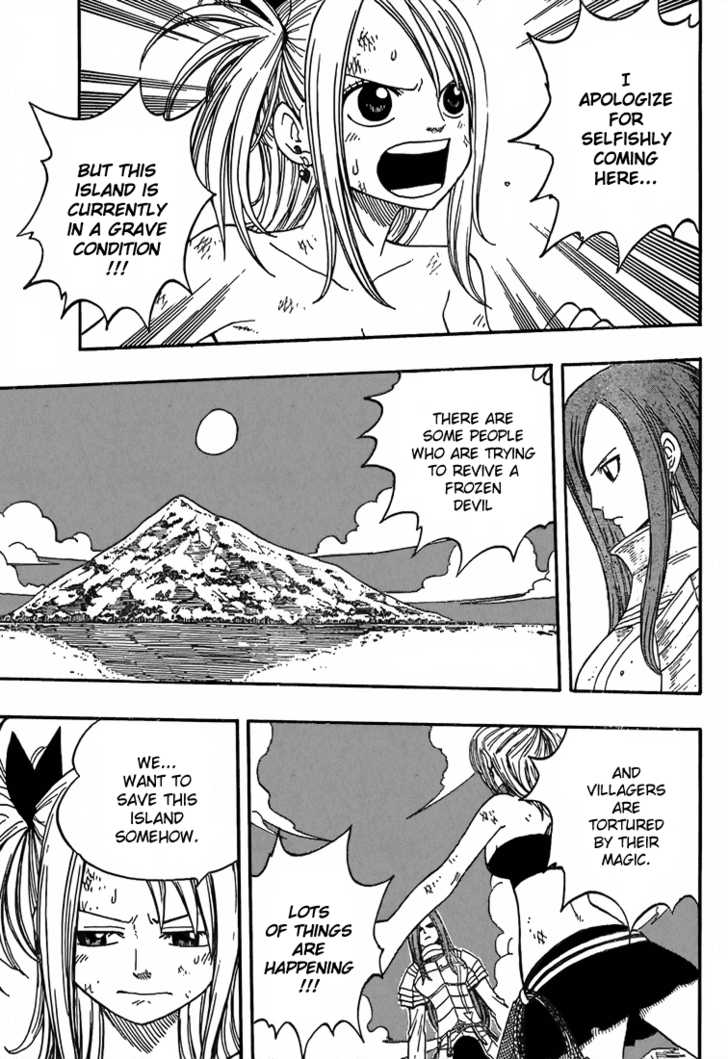 I
APOLOGIZE
FOR
SELFISHLY
COMING
HERE...
BUT THIS
ISLAND IS
CURRENTLY
IN A GRAVE
CONDITION
!!!
THERE ARE
SOME PEOPLE
WHO ARE TRYING
TO REVIVE A
FROZEN
DEVIL
AND
VILLAGERS
ARE
TORTURED
BY THEIR
MAGIC.
LOTS
OF THINGS
ARE
HAPPENING
!!!
WE...
WANT TO
SAVE THIS
ISLAND
SOMEHOW.